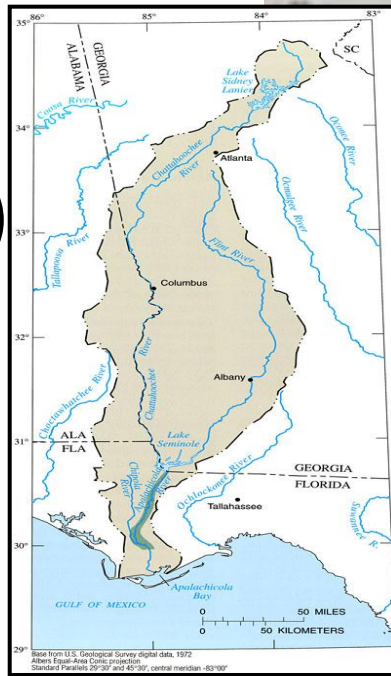 85°
84°
83°
35°
34°
33°
32°
31°
30°
29°
GEORGIA
ALABAMA
SC
Lake
Sidney
Lanier
Coosa River
Chattahoochee
River
Atlanta
Oconee River
Ocmulgee River
Tallapoosa River
Flint River
Columbus
Chattahoochee River
Albany
Choctawhatchee River
ALA
FLA
Lake
Seminole
Chipola
River
Apalachicola
River
GEORGIA
FLORIDA
Ochlockonee River
Tallahassee
Suwannee R.
Apalachicola
Bay
GULF OF MEXICO
0 50 MILES
0 50 KILOMETERS
Base from U.S. Geological Survey digital data, 1972
Albers Equal-Area Conic projection
Standard Parallels 29°30' and 45°30', central meridian -83°00'